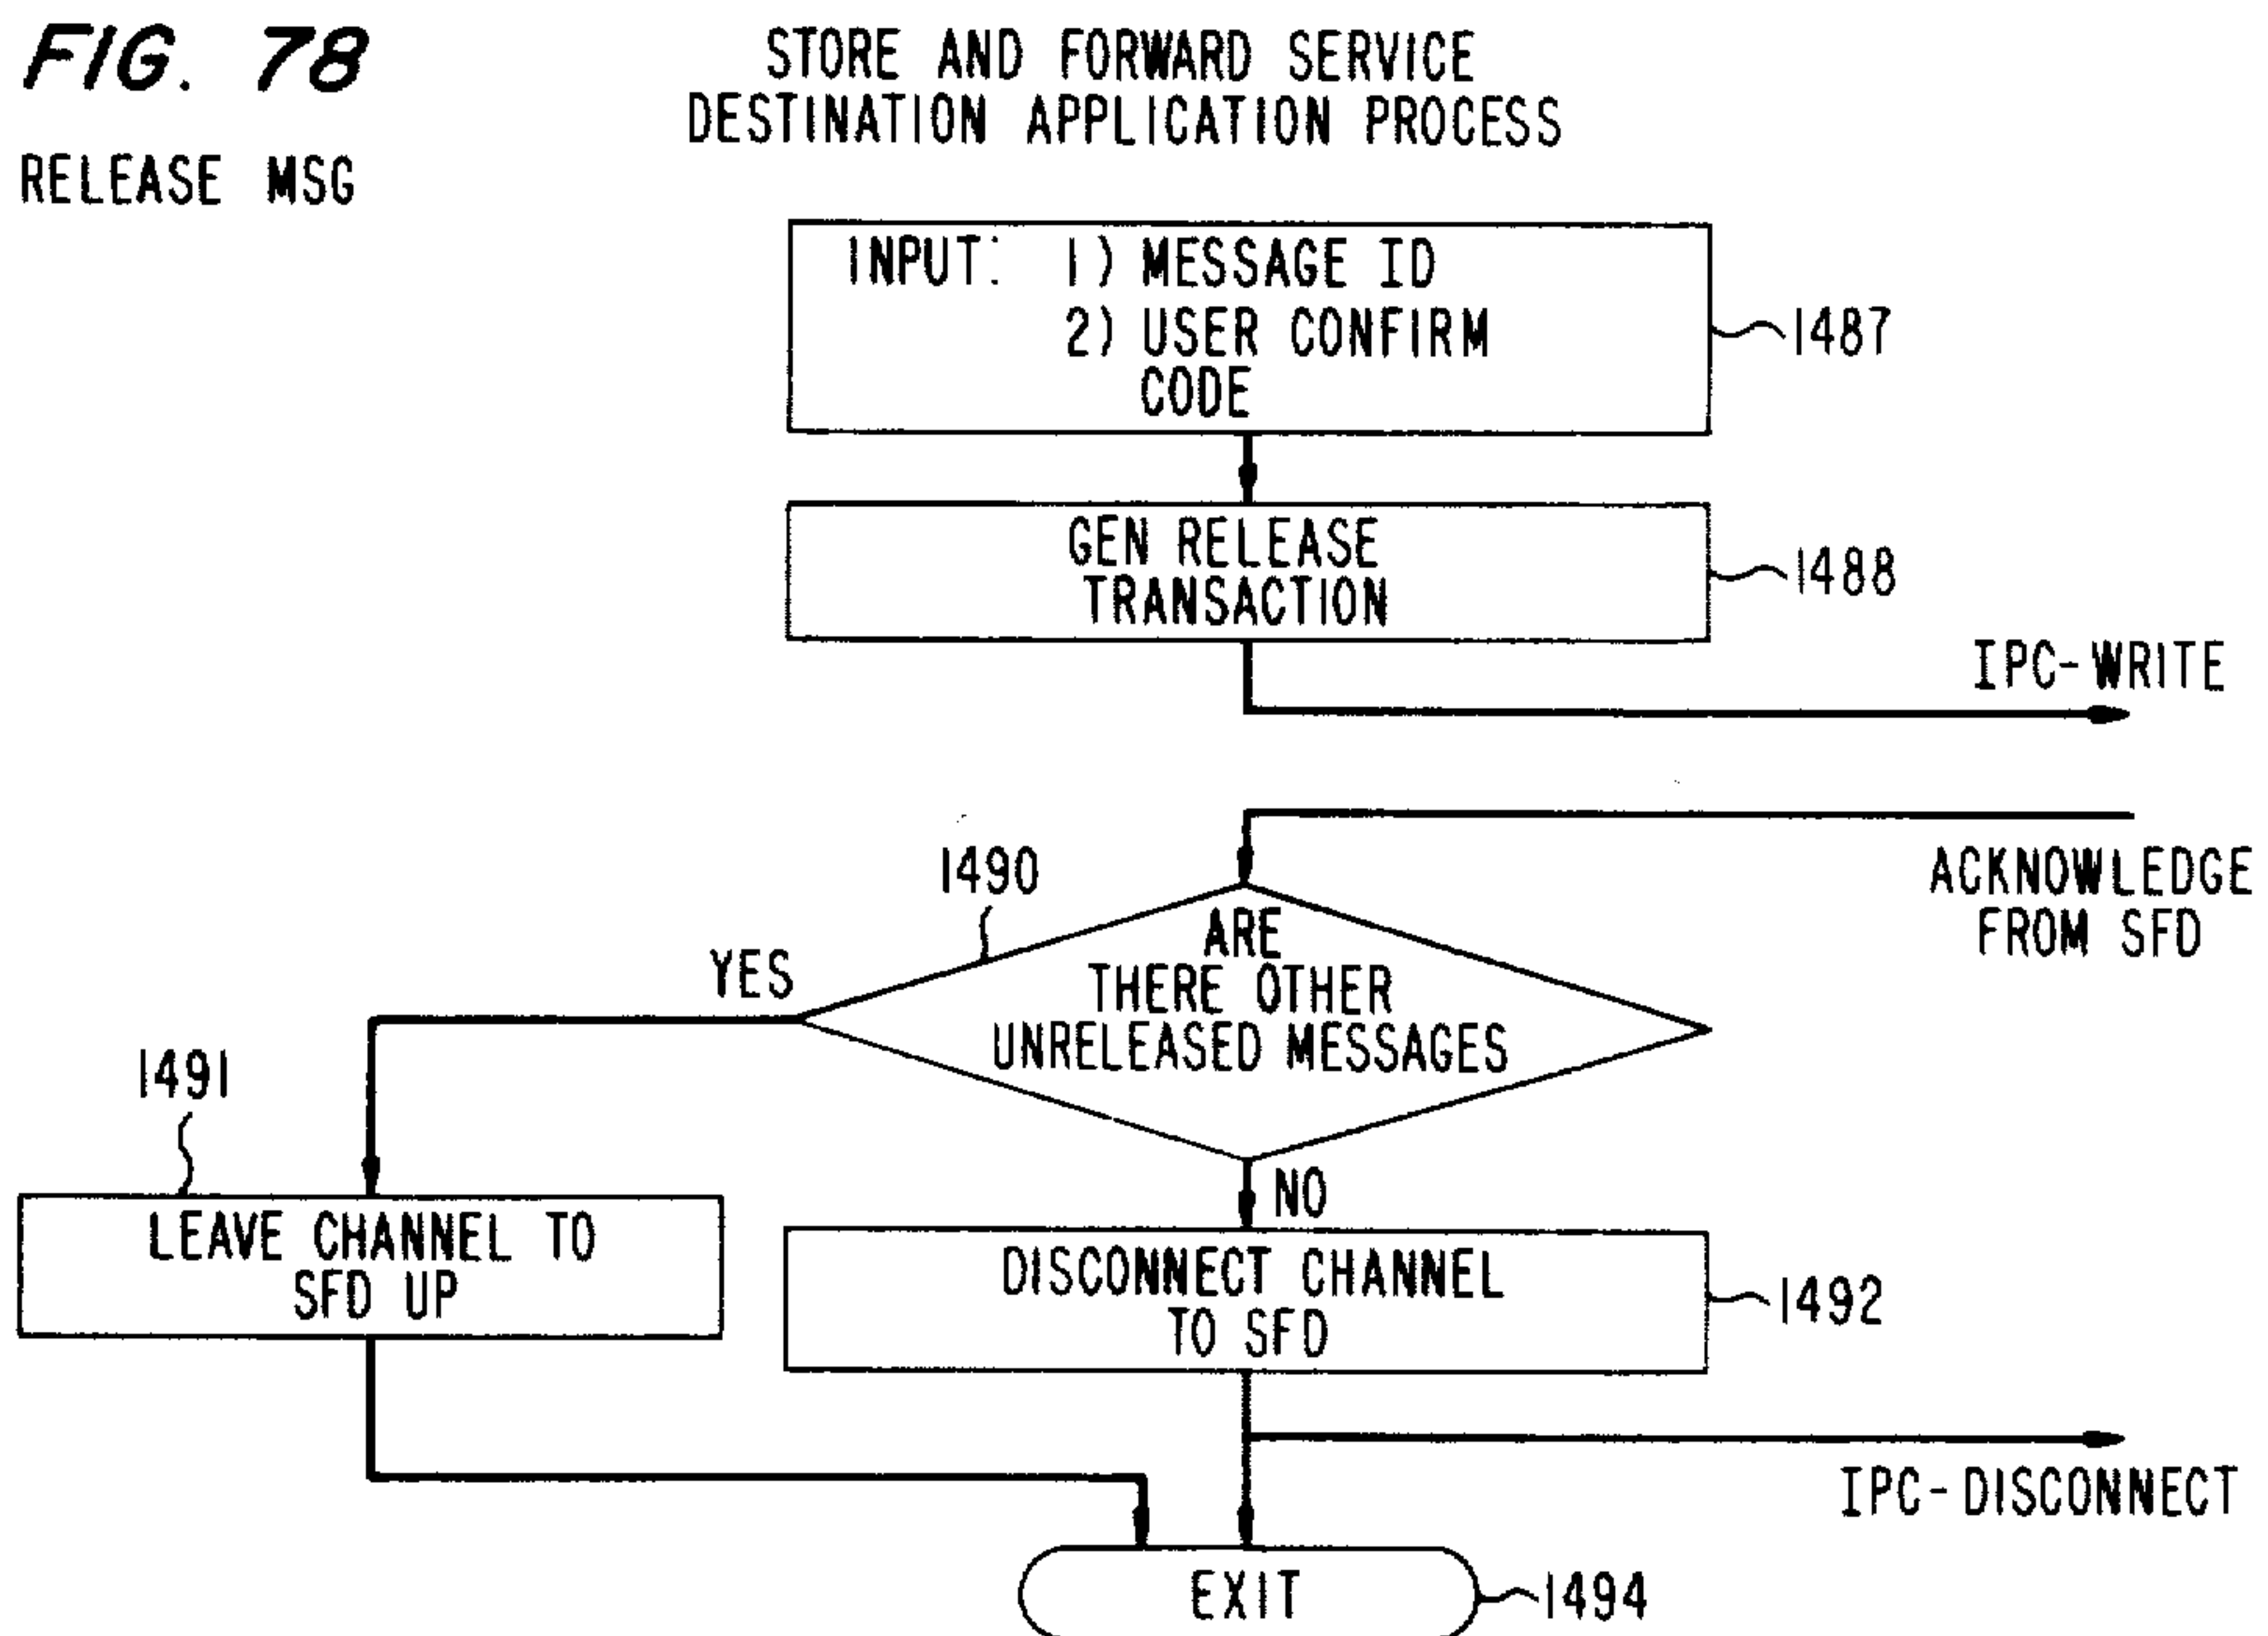 FIG. 78
STORE AND FORWARD SERVICE
DESTINATION APPLICATION PROCESS
RELEASE MSG
INPUT: 1) MESSAGE ID
2) USER CONFIRM
CODE
1487
GEN RELEASE
TRANSACTION
1488
IPC-WRITE
ACKNOWLEDGE
FROM SFD
1490
ARE
THERE OTHER
UNRELEASED MESSAGES
YES
1491
NO
LEAVE CHANNEL TO
SFD UP
DISCONNECT CHANNEL
TO SFD
1492
IPC-DISCONNECT
EXIT
1494